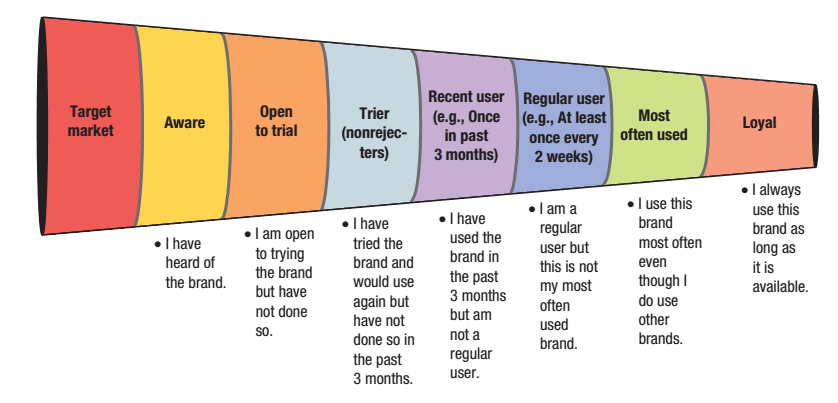 Target
market
Aware
Open
to trial
Trier
(nonrejec-
ters)
Recent user
(e.g., Once
in past
3 months)
Regular user
(e.g., At least
once every
2 weeks)
Most
often used
Loyal
• I have
heard of
the brand.
• I am open
to trying
the brand
but have
not done
so.
• I have
tried the
brand and
would use
again but
have not
done so in
the past
3 months.
• I have
used the
brand in
the past
3 months
but am
not a
regular
user.
• I am a
regular
user but
this is not
my most
often
used
brand.
• I use this
brand
most often
even
though I
do use
other
brands.
• I always
use this
brand as
long as
it is
available.